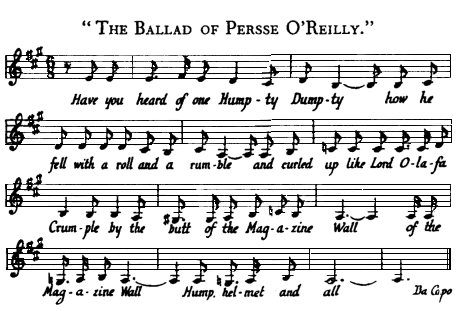 "THE BALLAD OF PERSSE O'REILLY."
Have you heard of one Hump-ty Dump-ty how he
fell with a roll and a rum-ble and curled up like Lord O-la-fa
Crum-ple by the butt of the Mag-a-zine Wall of the
Mag-a-zine Wall Hump, hel-met and all Da Capo